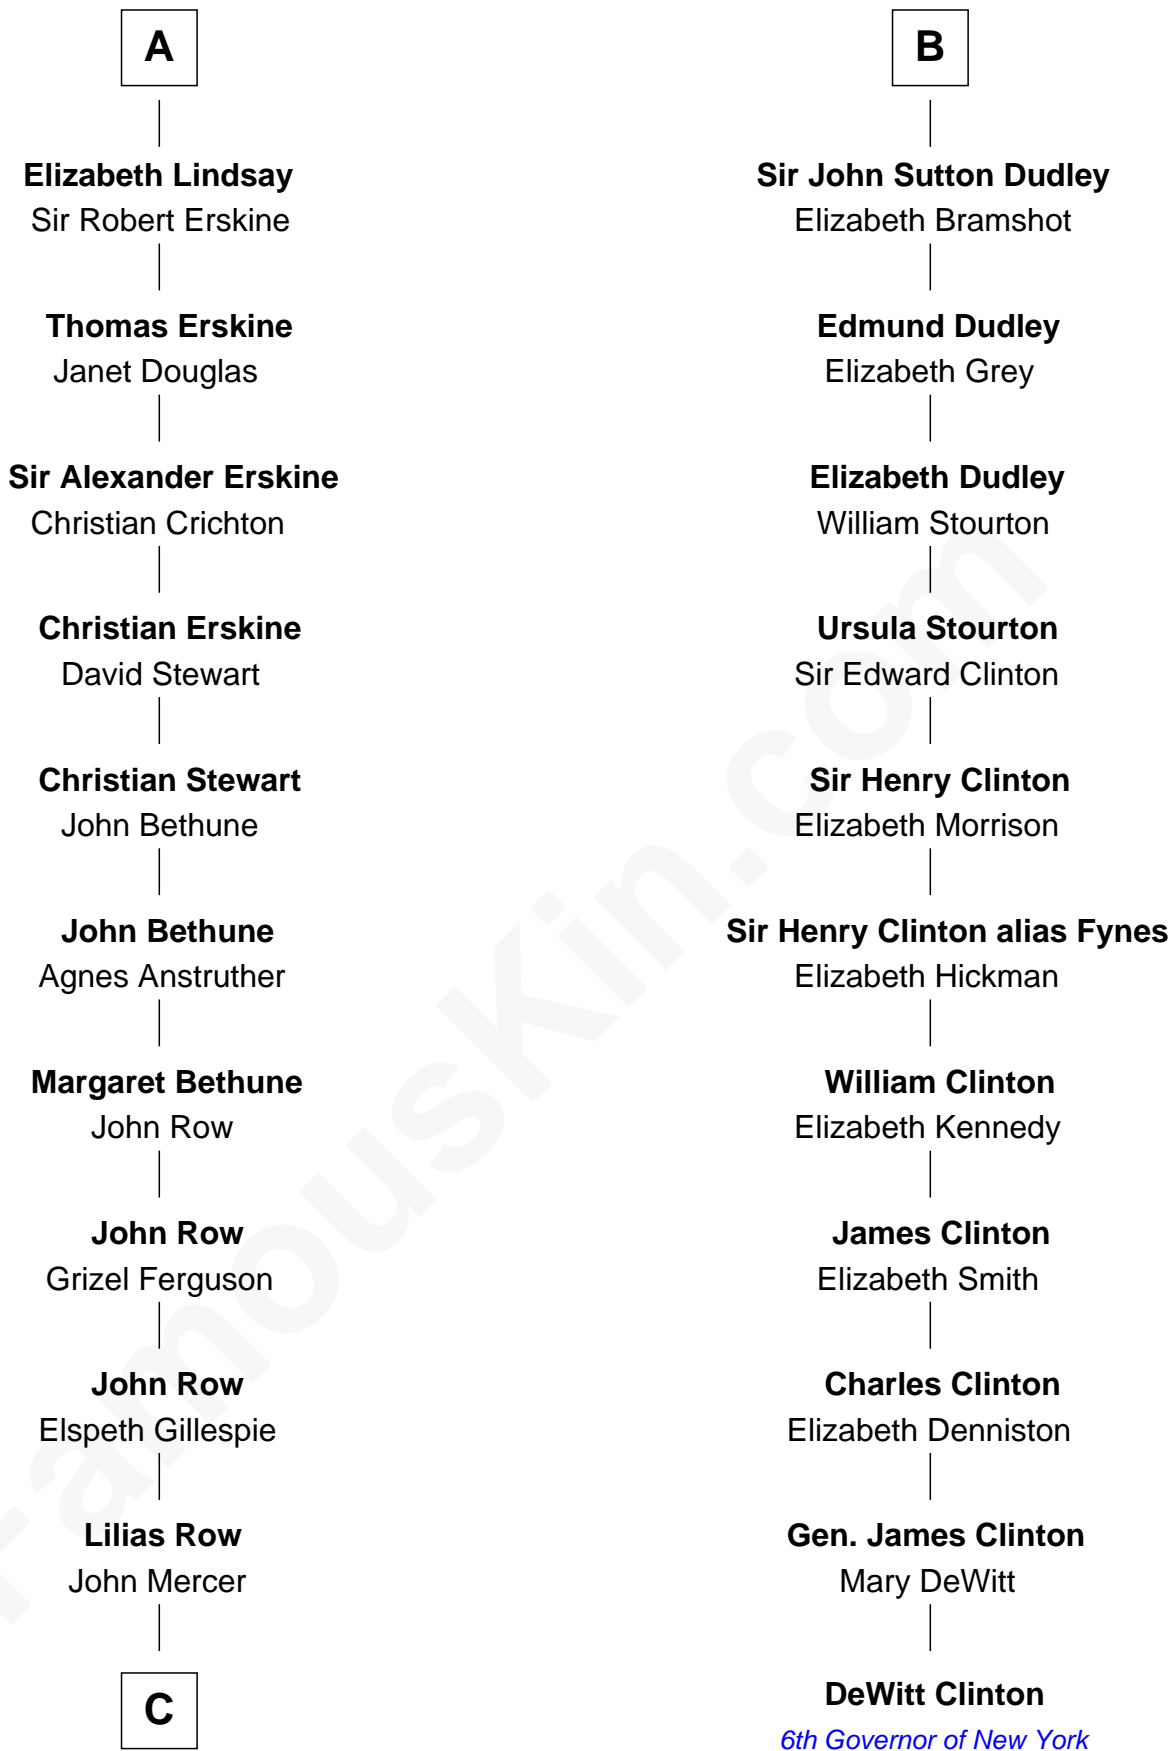 A
Elizabeth Lindsay
Sir Robert Erskine
Thomas Erskine
Janet Douglas
Sir Alexander Erskine
Christian Crichton
Christian Erskine
David Stewart
Christian Stewart
John Bethune
John Bethune
Agnes Anstruther
Margaret Bethune
John Row
John Row
Grizel Ferguson
John Row
Elspeth Gillespie
Lilias Row
John Mercer
C
B
Sir John Sutton Dudley
Elizabeth Bramshot
Edmund Dudley
Elizabeth Grey
Elizabeth Dudley
William Stourton
Ursula Stourton
Sir Edward Clinton
Sir Henry Clinton
Elizabeth Morrison
Sir Henry Clinton alias Fynes
Elizabeth Hickman
William Clinton
Elizabeth Kennedy
James Clinton
Elizabeth Smith
Charles Clinton
Elizabeth Denniston
Gen. James Clinton
Mary DeWitt
DeWitt Clinton
6th Governor of New York
FamousKin.com